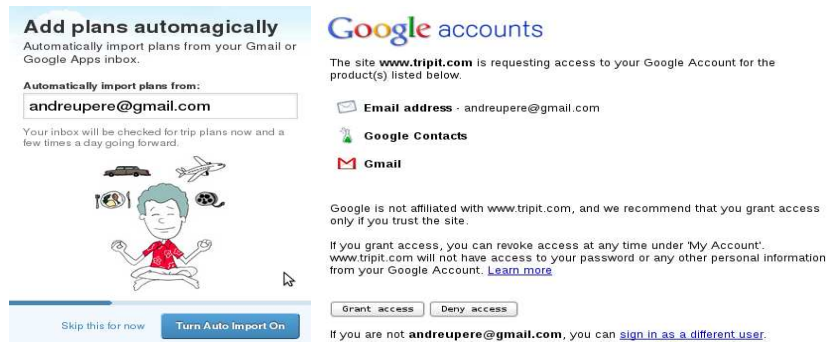 Add plans automagically
Automatically import plans from your Gmail or
Google Apps inbox.
Automatically import plans from:
andreupere@gmail.com
Your inbox will be checked for trip plans now and a
few times a day going forward.
Skip this for now
Turn Auto Import On
Google accounts
The site www.tripit.com is requesting access to your Google Account for the
product(s) listed below.
Email address - andreupere@gmail.com
Google Contacts
Gmail
Google is not affiliated with www.tripit.com, and we recommend that you grant access
only if you trust the site.
If you grant access, you can revoke access at any time under 'My Account'.
www.tripit.com will not have access to your password or any other personal information
from your Google Account. Learn more
Grant access
Deny access
If you are not andreupere@gmail.com, you can sign in as a different user.